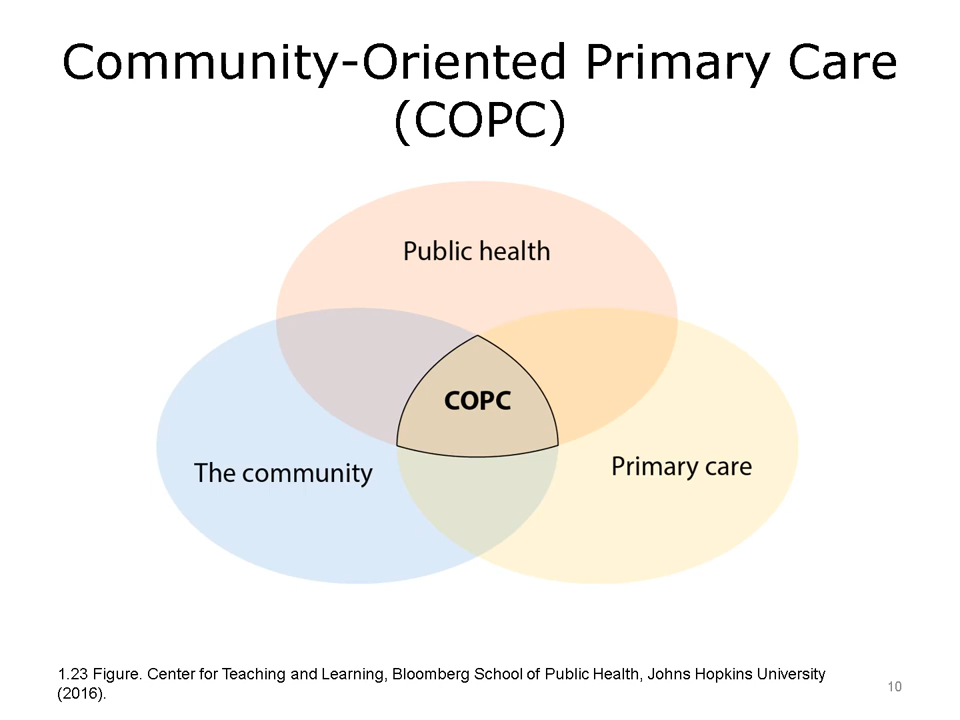 Community-Oriented Primary Care
(COPC)
Public health
COPC
The community
Primary care
1.23 Figure. Center for Teaching and Learning, Bloomberg School of Public Health, Johns Hopkins University
(2016).
10